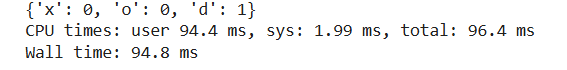 {'x': 0, 'o': 0, 'd': 1}
CPU times: user 94.4 ms, sys: 1.99 ms, total: 96.4 ms
Wall time: 94.8 ms